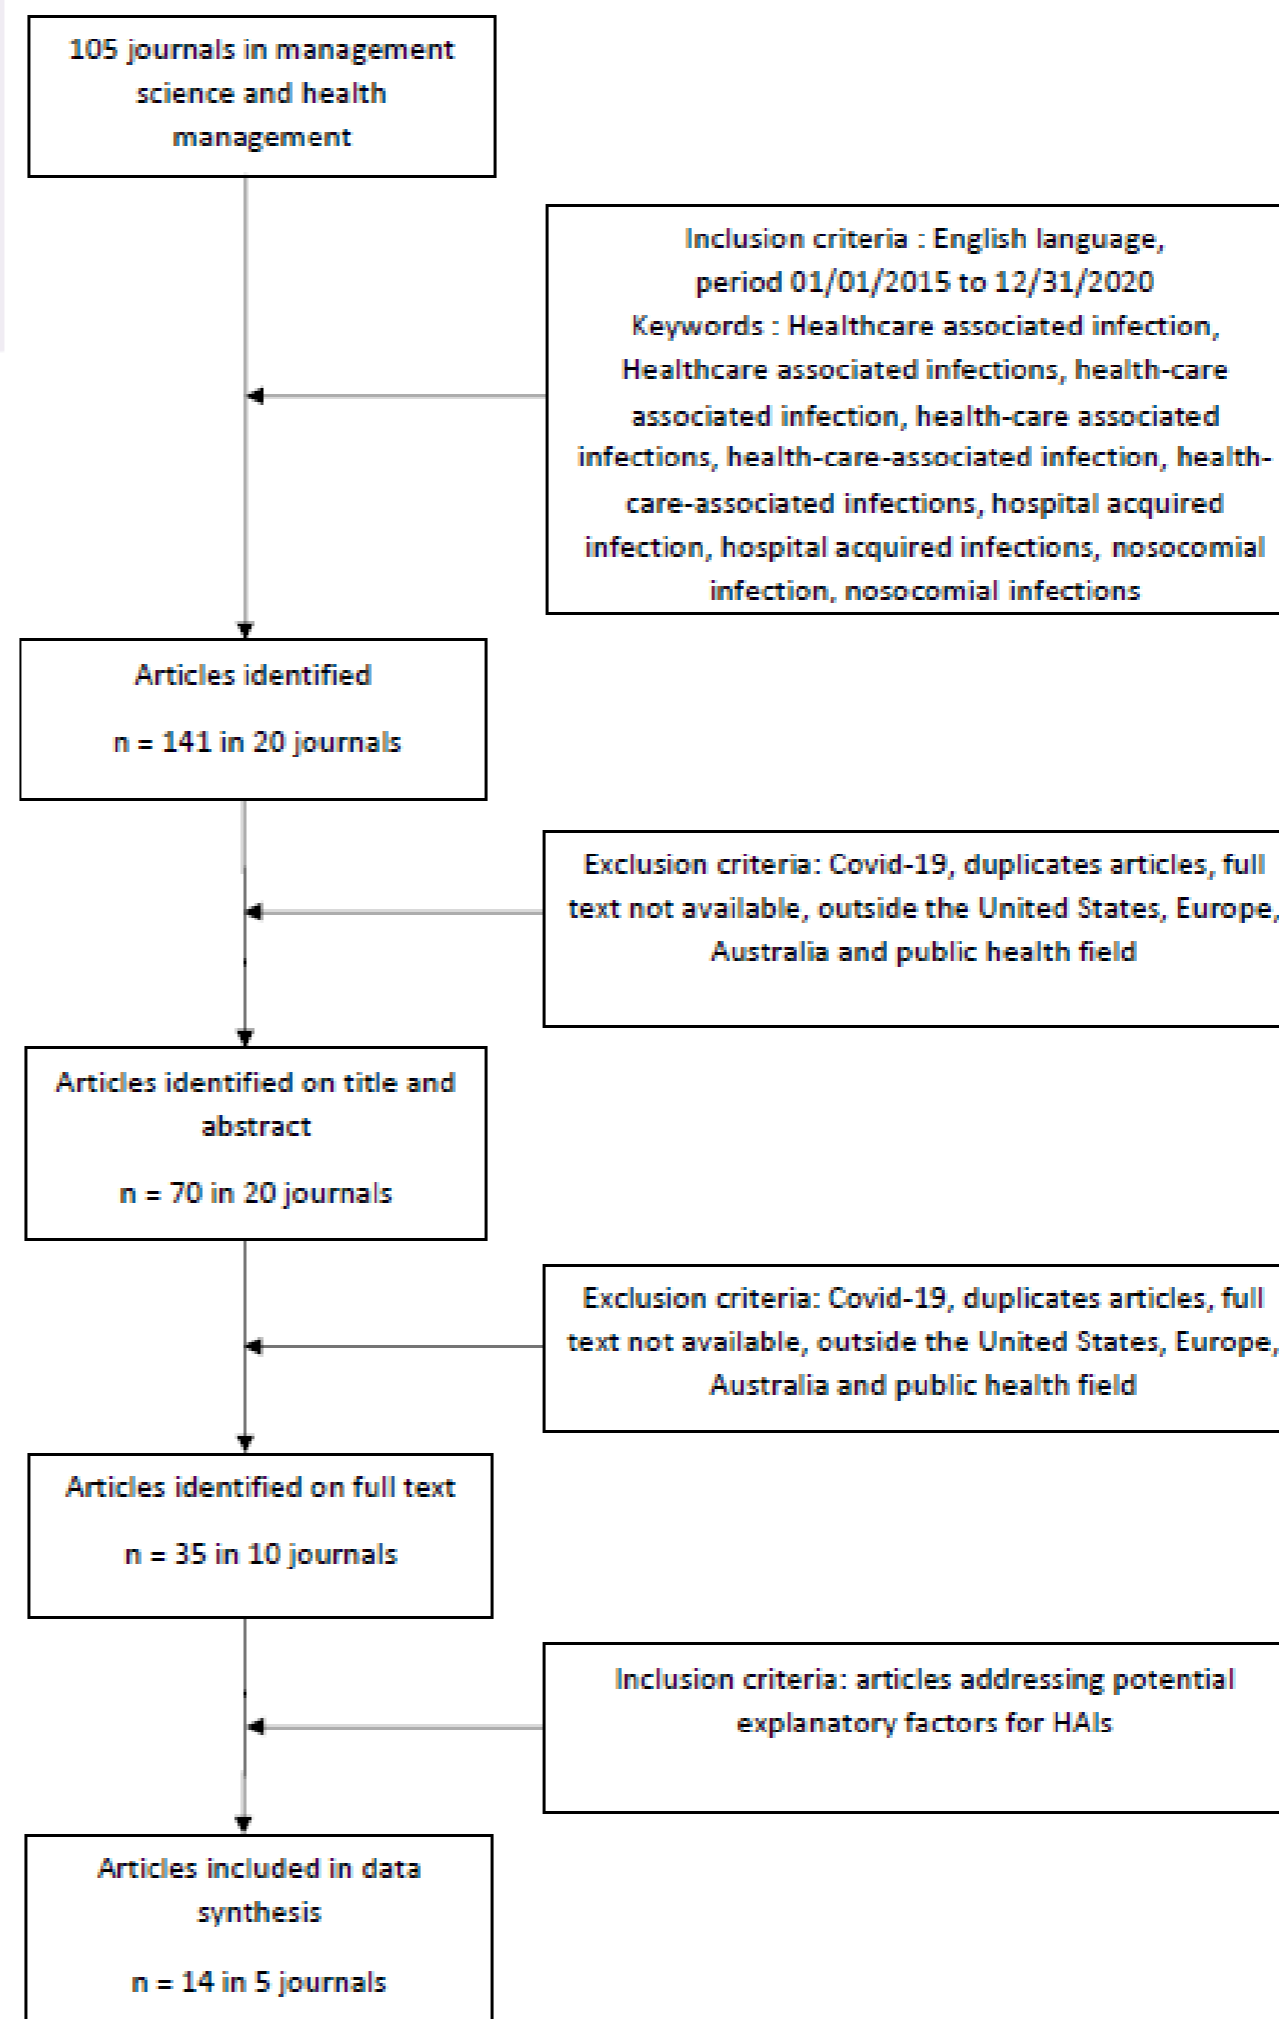 105 journals in management
science and health
management
Inclusion criteria : English language,
period 01/01/2015 to 12/31/2020
Keywords : Healthcare associated infection,
Healthcare associated infections, health-care
associated infection, health-care associated
infections, health-care-associated infection, health-
care-associated infections, hospital acquired
infection, hospital acquired infections, nosocomial
infection, nosocomial infections
Articles identified
n = 141 in 20 journals
Exclusion criteria: Covid-19, duplicates articles, full
text not available, outside the United States, Europe,
Australia and public health field
Articles identified on title and
abstract
n = 70 in 20 journals
Exclusion criteria: Covid-19, duplicates articles, full
text not available, outside the United States, Europe,
Australia and public health field
Articles identified on full text
n = 35 in 10 journals
Inclusion criteria: articles addressing potential
explanatory factors for HAIs
Articles included in data
synthesis
n = 14 in 5 journals